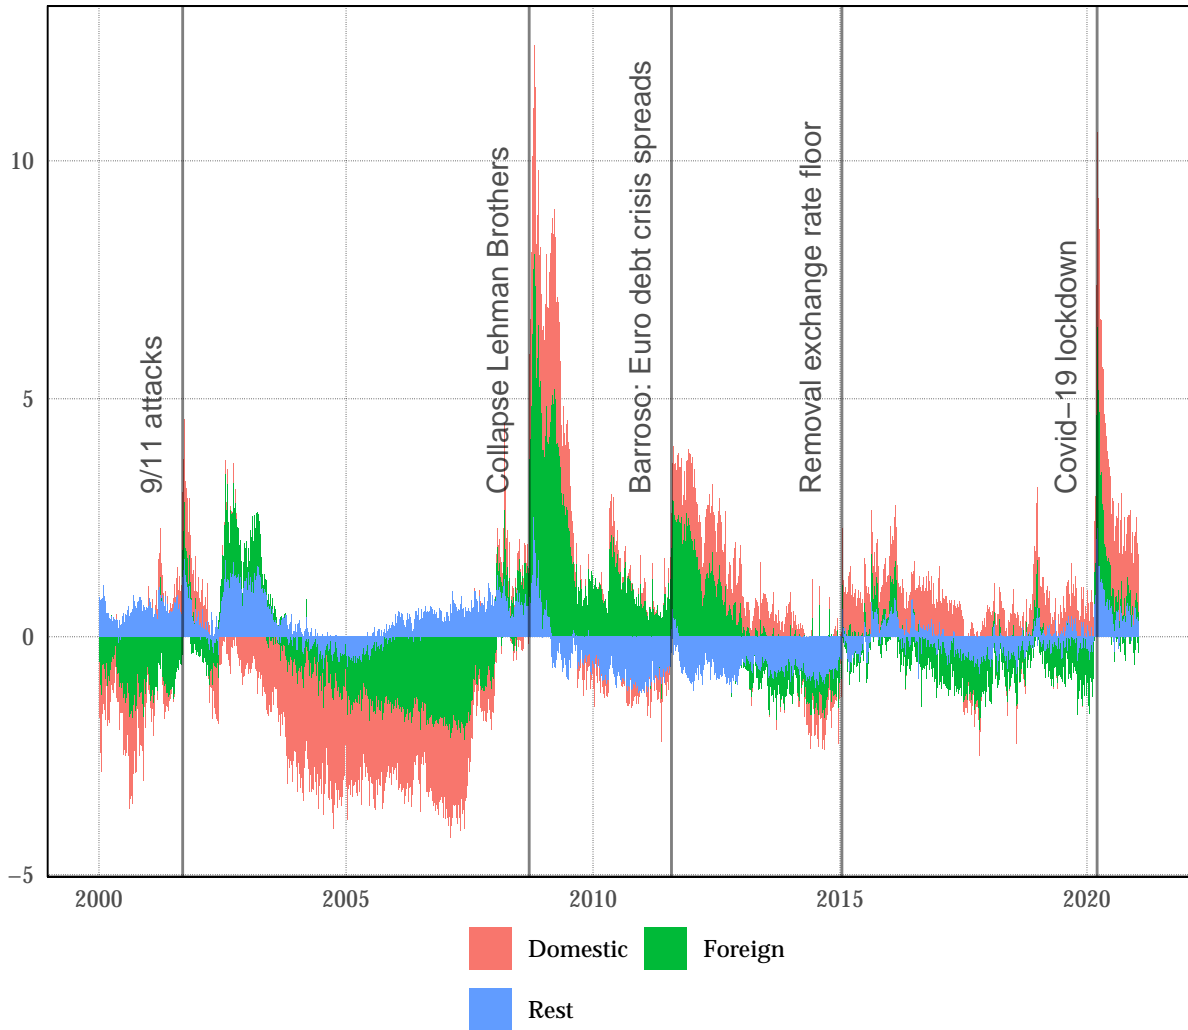 10
5
0
−5
9/11 attacks
Collapse Lehman Brothers
Barroso: Euro debt crisis spreads
Removal exchange rate floor
Covid−19 lockdown
2000 2005 2010 2015 2020
Domestic Foreign
Rest